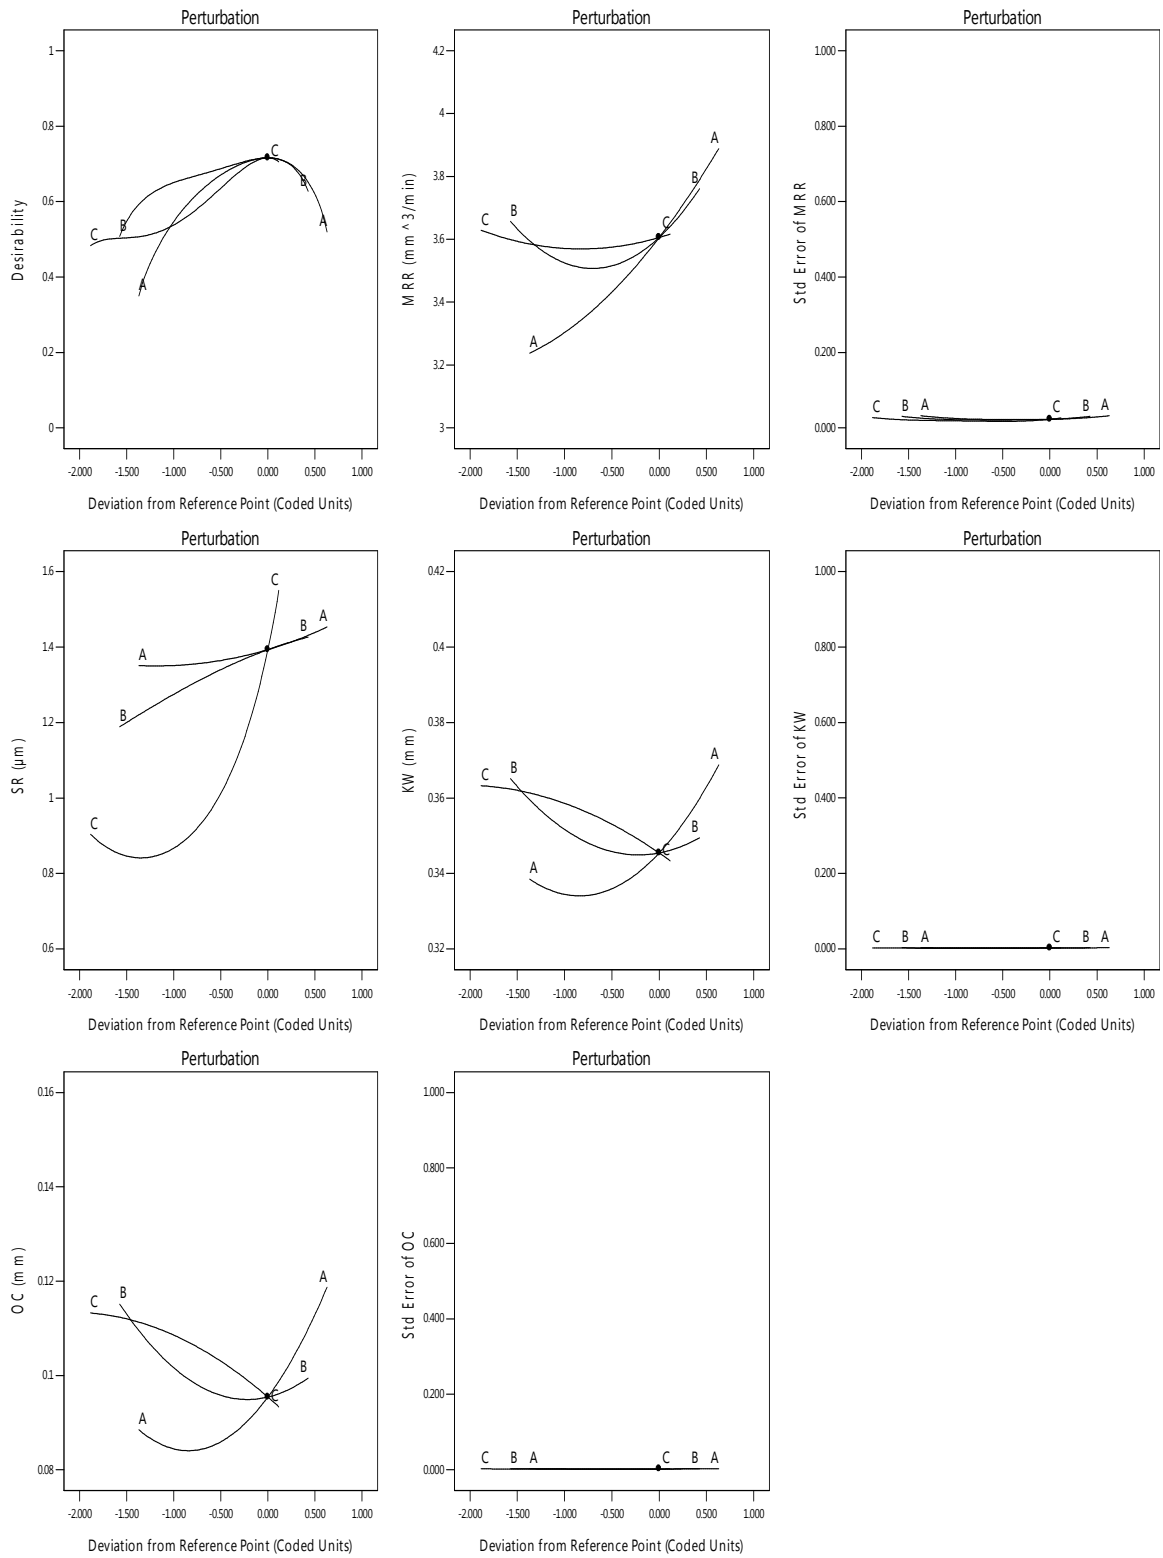 Perturbation
Perturbation
Perturbation
1
0.8
0.6
0.4
0.2
0
Desirability
C
B
A
C
B
A
-2.000 -1.500 -1.000 -0.500 0.000 0.500 1.000
Deviation from Reference Point (Coded Units)
4.2
4
3.8
3.6
3.4
3.2
3
MRR (mm^3/min)
C
B
A
C
B
A
-2.000 -1.500 -1.000 -0.500 0.000 0.500 1.000
Deviation from Reference Point (Coded Units)
1.000
0.800
0.600
0.400
0.200
0.000
Std Error of MRR
C B A C B A
-2.000 -1.500 -1.000 -0.500 0.000 0.500 1.000
Deviation from Reference Point (Coded Units)
Perturbation
Perturbation
Perturbation
1.6
1.4
1.2
1
0.8
0.6
SR (µm)
C
B
A
C
B
A
-2.000 -1.500 -1.000 -0.500 0.000 0.500 1.000
Deviation from Reference Point (Coded Units)
0.42
0.4
0.38
0.36
0.34
0.32
KW (mm)
C
B
A
C
B
A
-2.000 -1.500 -1.000 -0.500 0.000 0.500 1.000
Deviation from Reference Point (Coded Units)
1.000
0.800
0.600
0.400
0.200
0.000
Std Error of KW
C B A C B A
-2.000 -1.500 -1.000 -0.500 0.000 0.500 1.000
Deviation from Reference Point (Coded Units)
Perturbation
Perturbation
0.16
0.14
0.12
0.1
0.08
OC (mm)
C
B
A
C
B
A
-2.000 -1.500 -1.000 -0.500 0.000 0.500 1.000
Deviation from Reference Point (Coded Units)
1.000
0.800
0.600
0.400
0.200
0.000
Std Error of OC
C B A C B A
-2.000 -1.500 -1.000 -0.500 0.000 0.500 1.000
Deviation from Reference Point (Coded Units)